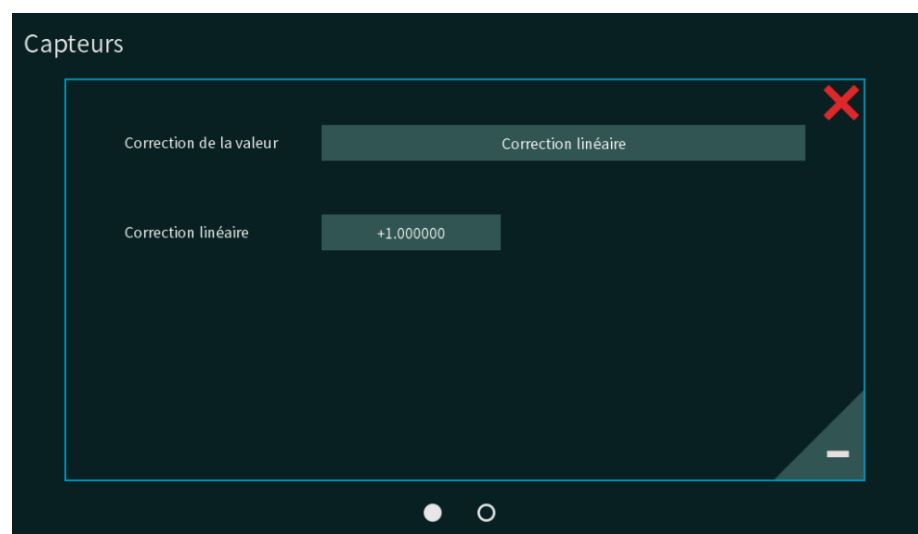 Capteurs
Correction de la valeur
Correction linéaire
Correction linéaire
+1.000000